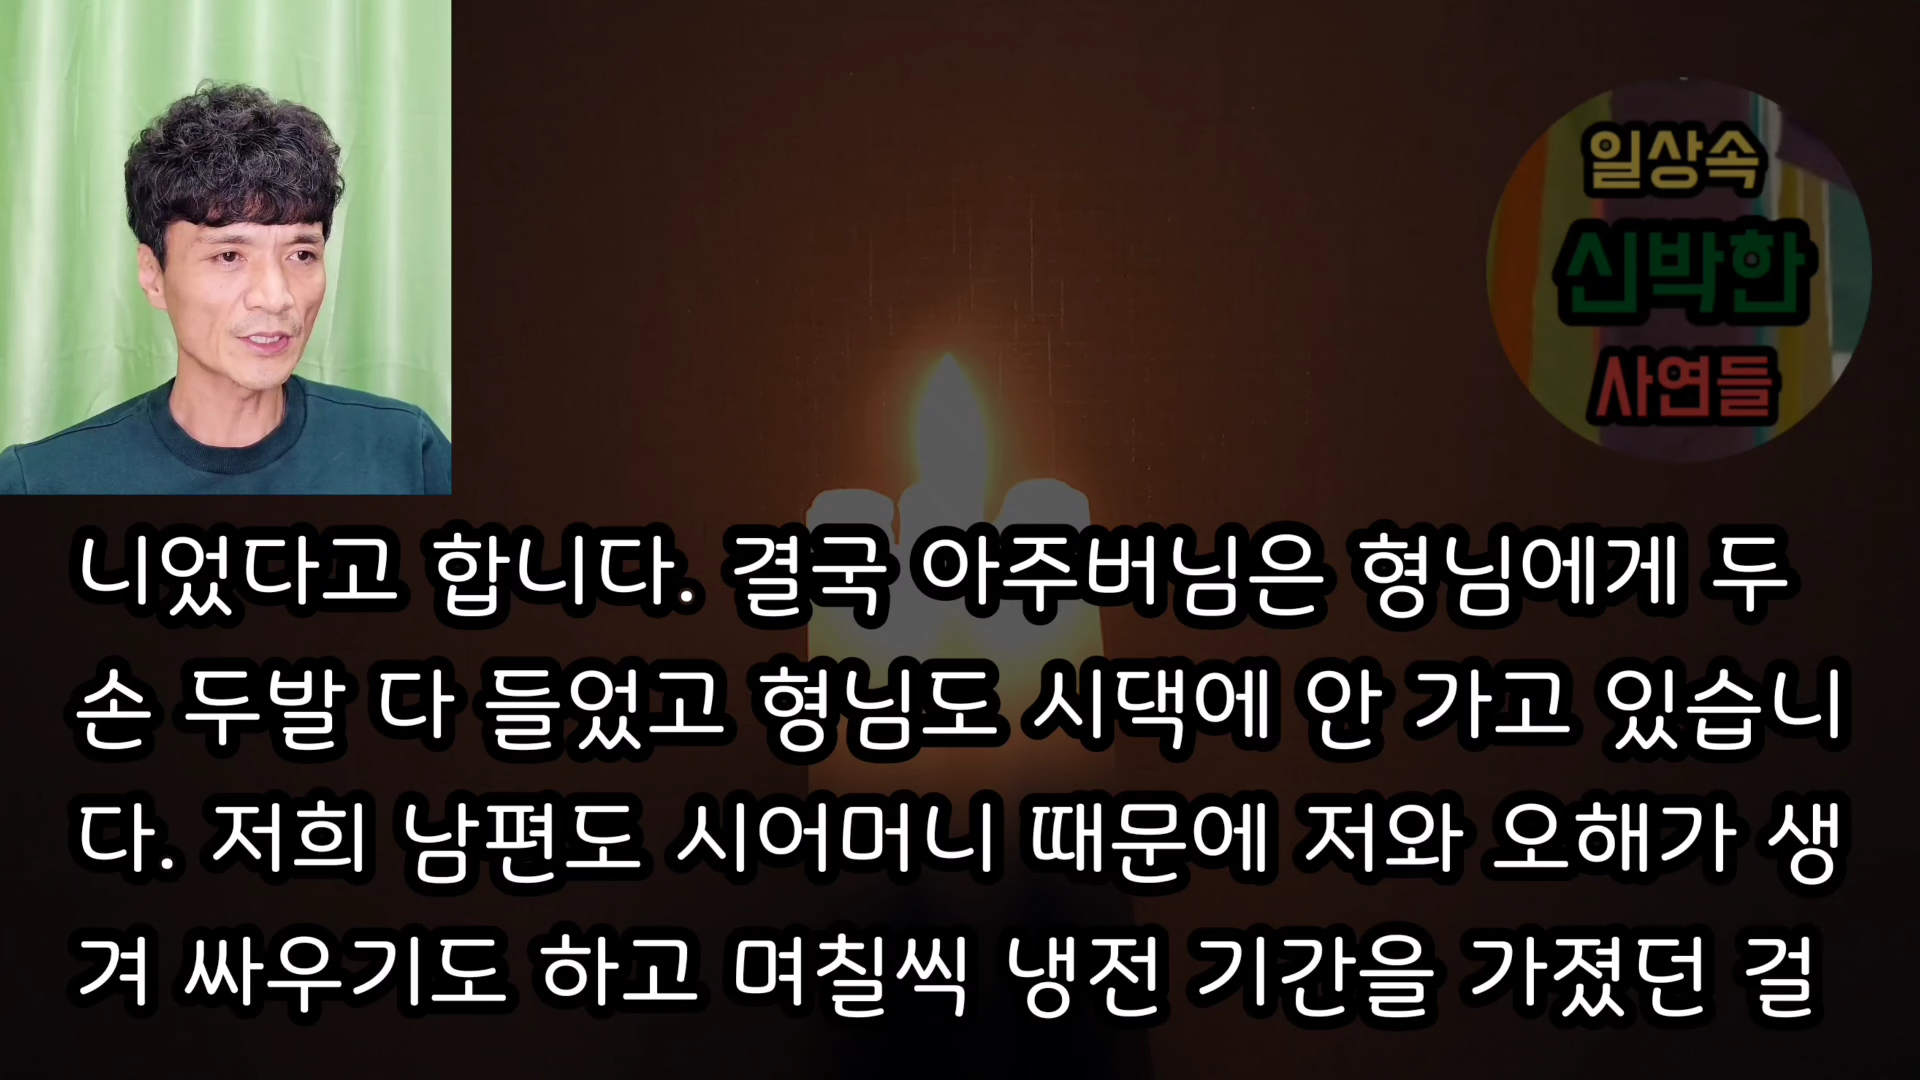 일상속
신박한
사연들
니었다고 합니다. 결국 아주버님은 형님에게 두
손 두발 다 들었고 형님도 시댁에 안 가고 있습니
다. 저희 남편도 시어머니 때문에 저와 오해가 생
겨 싸우기도 하고 며칠씩 냉전 기간을 가졌던 걸